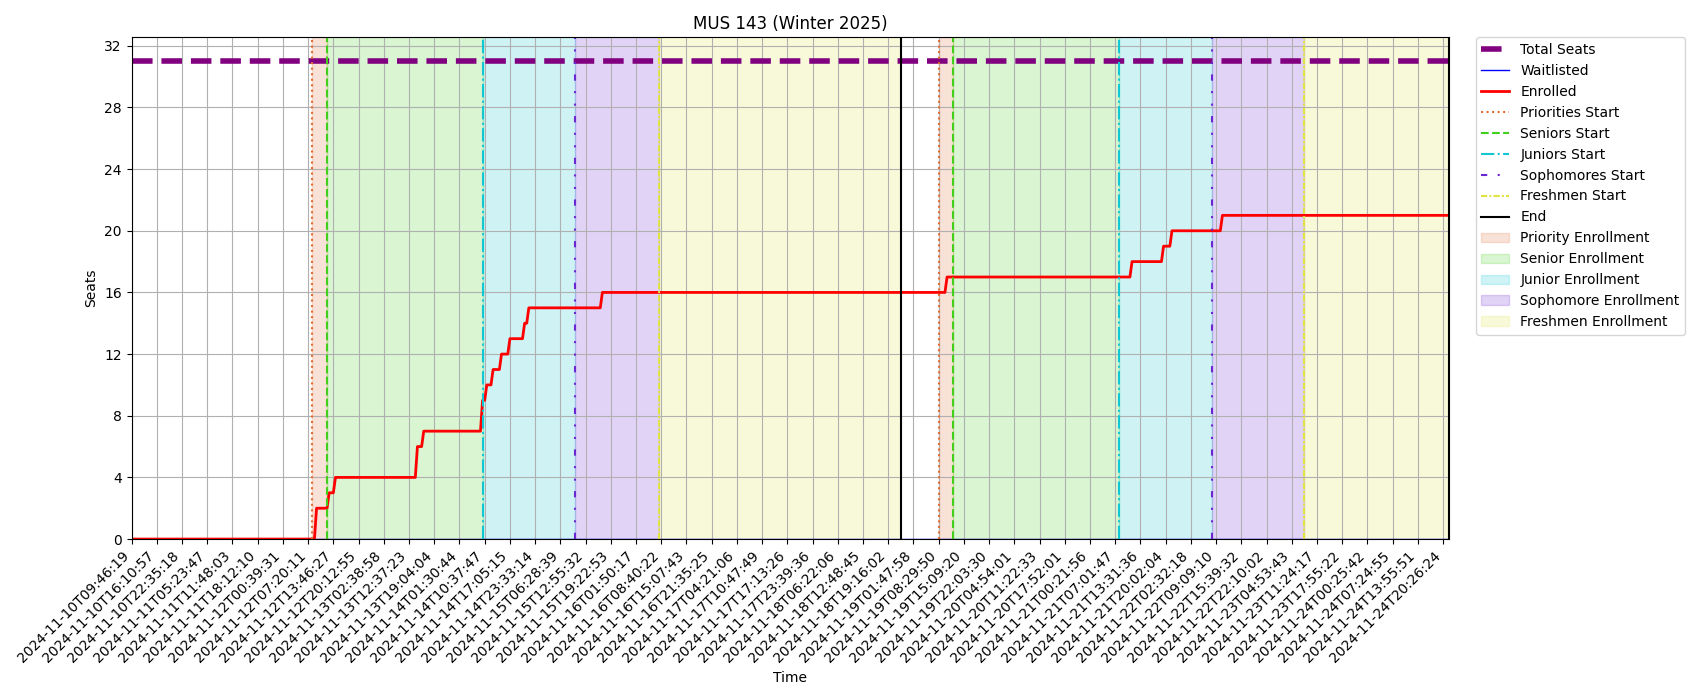 MUS 143 (Winter 2025)
32
28
24
20
16
12
8
4
0
Seats
2024-11-10T09:46:19
2024-11-10T16:10:57
2024-11-10T22:35:18
2024-11-11T05:23:47
2024-11-11T11:48:03
2024-11-11T18:12:10
2024-11-12T00:39:31
2024-11-12T07:20:11
2024-11-12T13:46:27
2024-11-12T20:12:55
2024-11-13T02:38:58
2024-11-13T12:37:23
2024-11-13T19:04:04
2024-11-14T01:30:44
2024-11-14T10:37:47
2024-11-14T17:05:15
2024-11-14T23:33:14
2024-11-15T06:28:39
2024-11-15T12:55:32
2024-11-15T19:22:53
2024-11-16T01:50:17
2024-11-16T08:40:22
2024-11-16T15:07:43
2024-11-16T21:35:25
2024-11-17T04:21:06
2024-11-17T10:47:49
2024-11-17T17:13:26
2024-11-17T23:39:36
2024-11-18T06:22:06
2024-11-18T12:48:45
2024-11-18T19:16:02
2024-11-19T01:47:58
2024-11-19T08:29:50
2024-11-19T15:09:20
2024-11-19T22:03:30
2024-11-20T04:54:01
2024-11-20T11:22:33
2024-11-20T17:52:01
2024-11-21T00:21:56
2024-11-21T07:01:47
2024-11-21T13:31:36
2024-11-21T20:02:04
2024-11-22T02:32:18
2024-11-22T09:09:10
2024-11-22T15:39:32
2024-11-22T22:10:02
2024-11-23T04:53:43
2024-11-23T11:24:17
2024-11-23T17:55:22
2024-11-24T00:25:42
2024-11-24T07:24:55
2024-11-24T13:55:51
2024-11-24T20:26:24
Time
Total Seats
Waitlisted
Enrolled
Priorities Start
Seniors Start
Juniors Start
Sophomores Start
Freshmen Start
End
Priority Enrollment
Senior Enrollment
Junior Enrollment
Sophomore Enrollment
Freshmen Enrollment